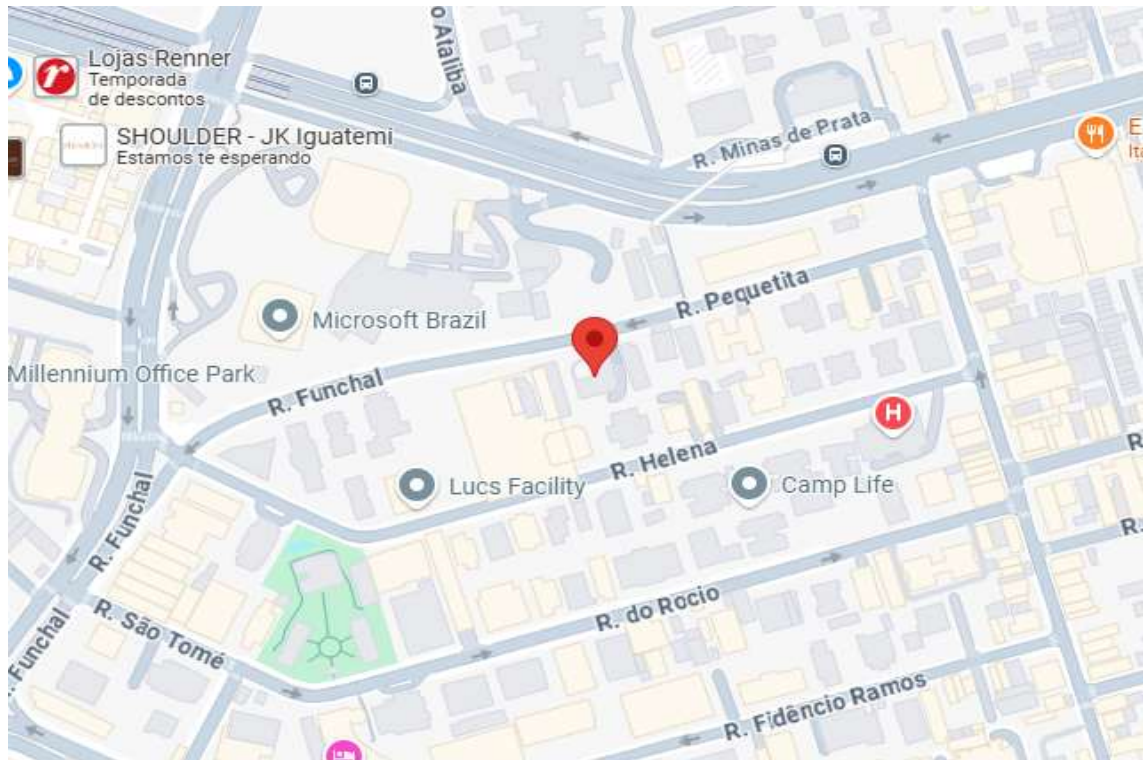 o Ataliba
Lojas Renner
Temporada
de descontos
SHOULDER - JK Iguatemi
Estamos te esperando
R. Minas de Prata
E
Ita
R. Pequetita
Microsoft Brazil
Millennium Office Park
R. Funchal
H
R. Helena
R
Lucs Facility
Camp Life
R. Funchal
R.
R. do Rocio
R. São Tomé
. Funchal
R. Fidêncio Ramos